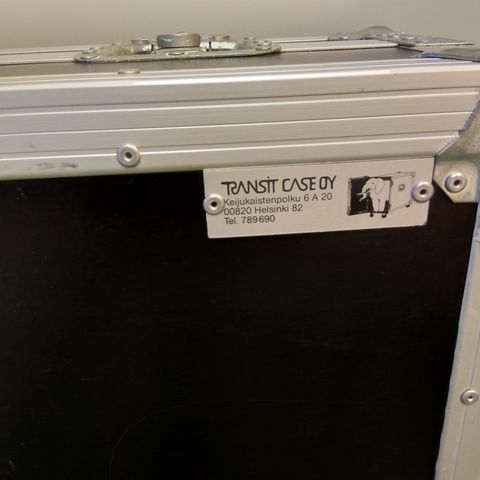 TRANSIT CASE OY
Keijukaistenpolku 6 A 20
00820 Helsinki 82
Tel. 789690